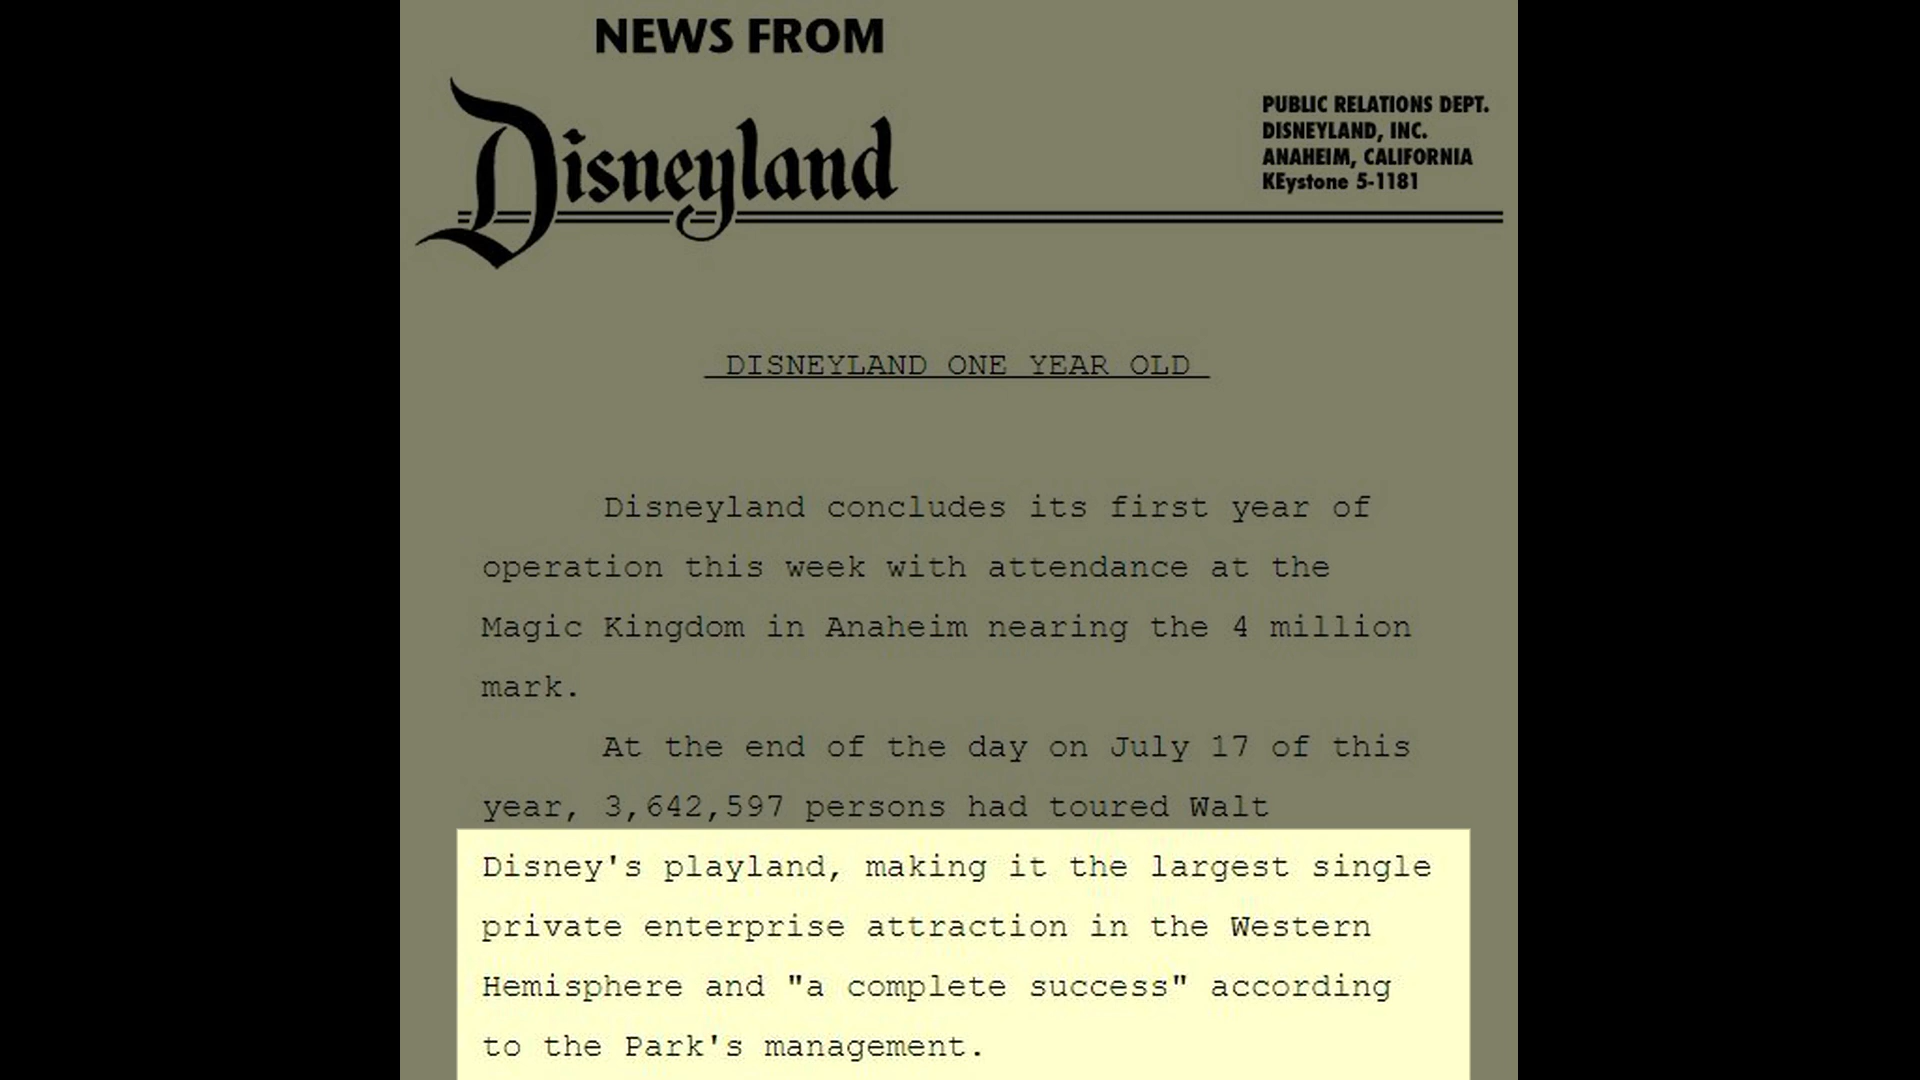 NEWS FROM
Disneyland
PUBLIC RELATIONS DEPT.
DISNEYLAND, INC.
ANAHEIM, CALIFORNIA
KEystone 5-1181
DISNEYLAND ONE YEAR OLD
Disneyland concludes its first year of
operation this week with attendance at the
Magic Kingdom in Anaheim nearing the 4 million
mark.
At the end of the day on July 17 of this
year, 3,642,597 persons had toured Walt
Disney's playland, making it the largest single
private enterprise attraction in the Western
Hemisphere and "a complete success" according
to the Park's management.